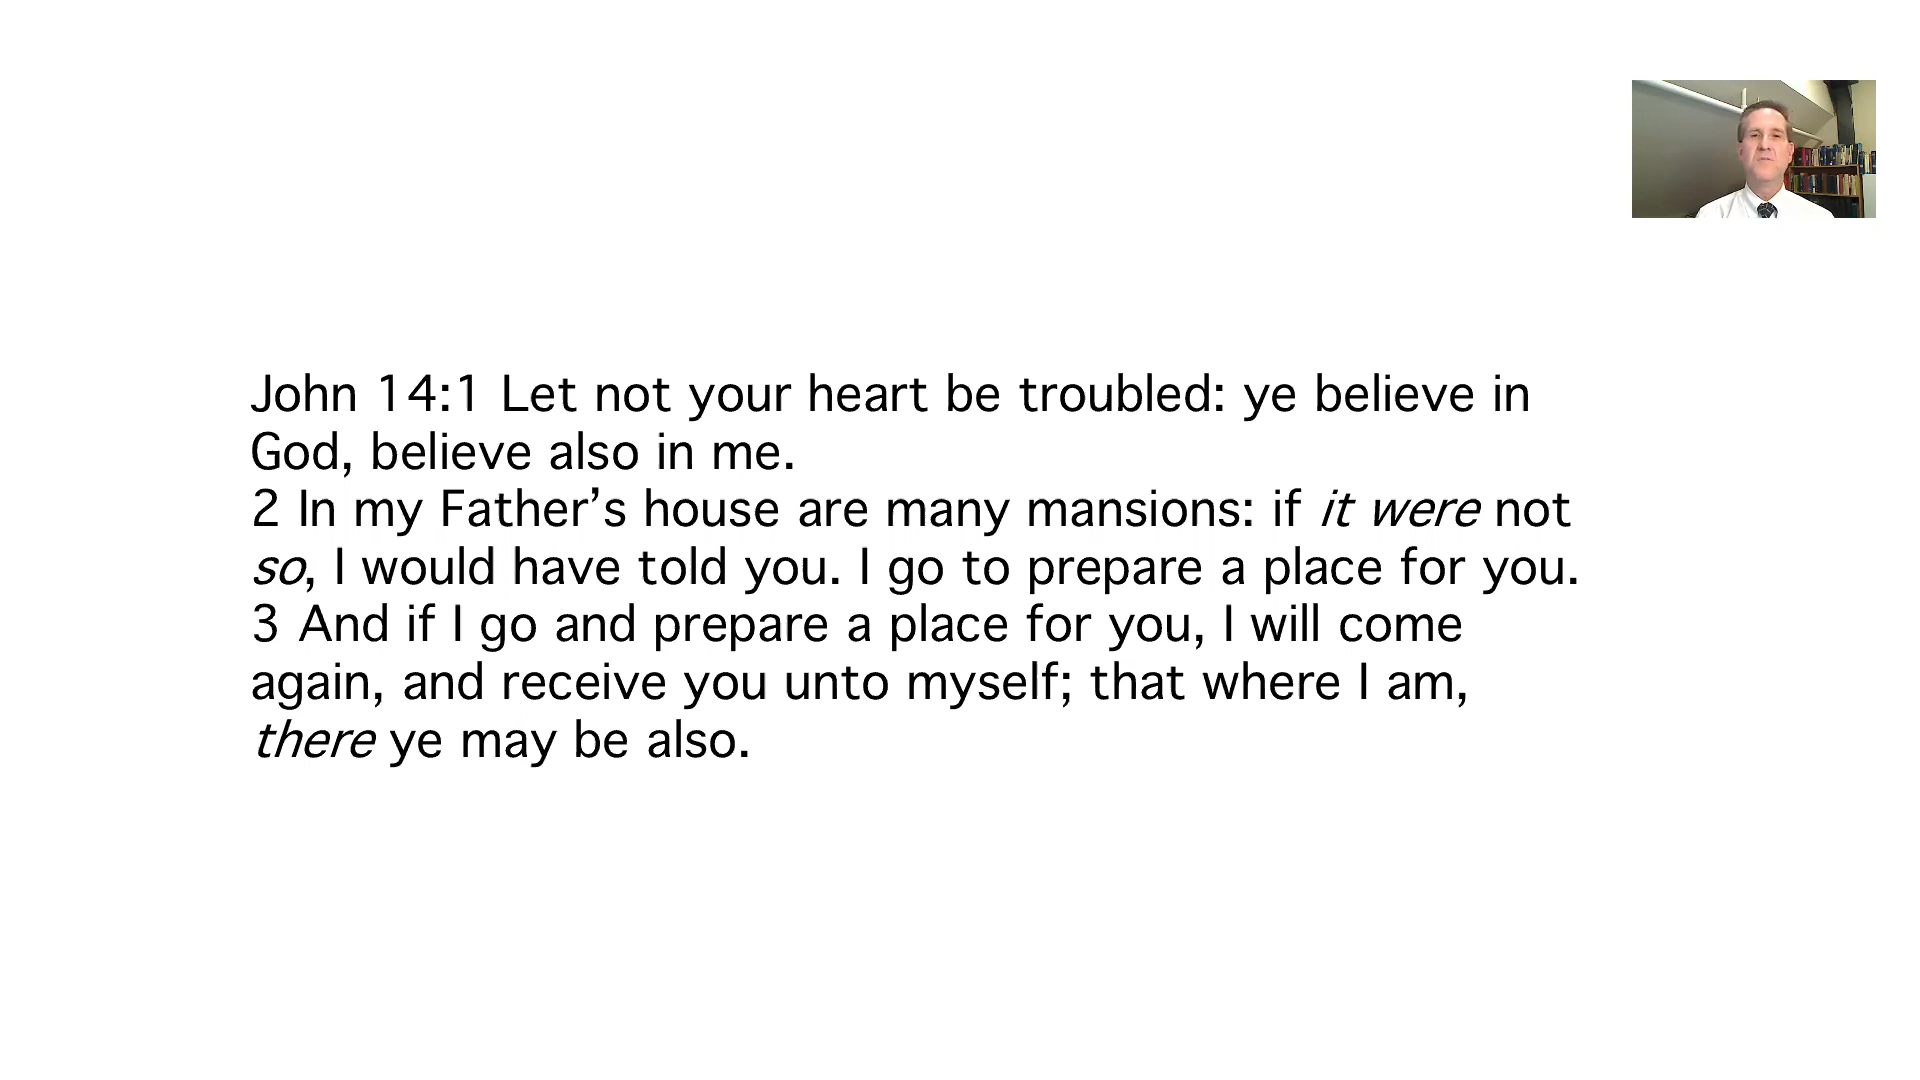 John 14:1 Let not your heart be troubled: ye believe in
God, believe also in me.
2 In my Father’s house are many mansions: if it were not
so, I would have told you. I go to prepare a place for you.
3 And if I go and prepare a place for you, I will come
again, and receive you unto myself; that where I am,
there ye may be also.